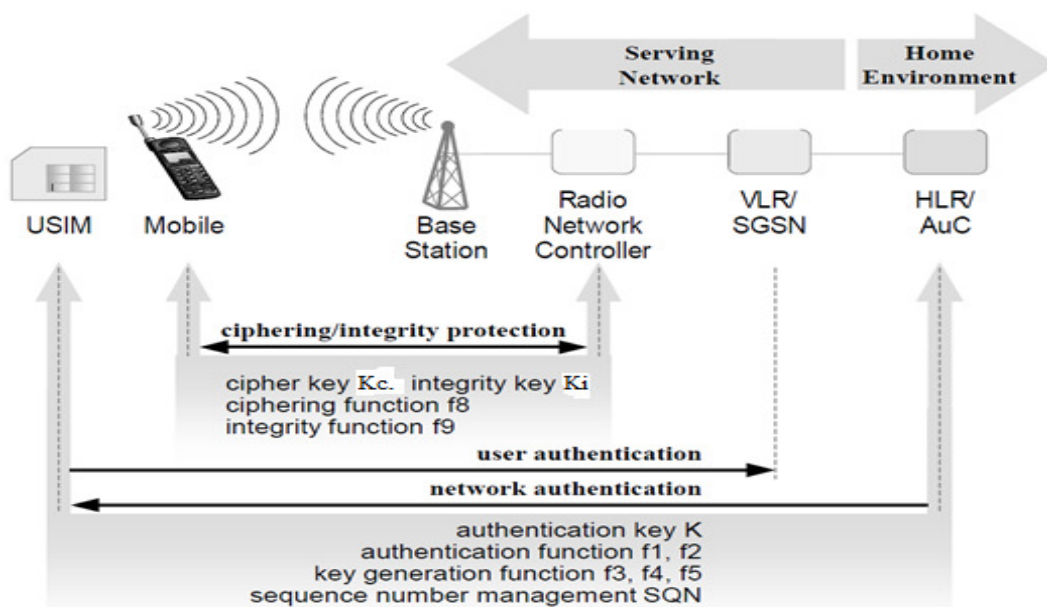 Serving
Network
Home
Environment
USIM
Mobile
Base
Station
Radio
Network
Controller
VLR/
SGSN
HLR/
AuC
ciphering/integrity protection
cipher key Kc. integrity key Ki
ciphering function f8
integrity function f9
user authentication
network authentication
authentication key K
authentication function f1, f2
key generation function f3, f4, f5
sequence number management SQN